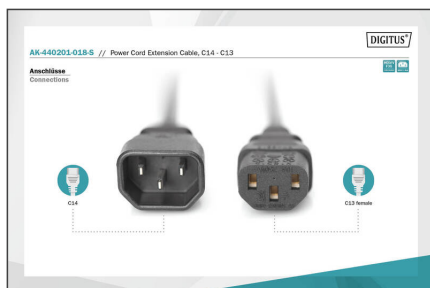 DIGITUS®
AK-440201-018-S // Power Cord Extension Cable, C14 - C13
Anschlüsse
Connections
C14
C13 female